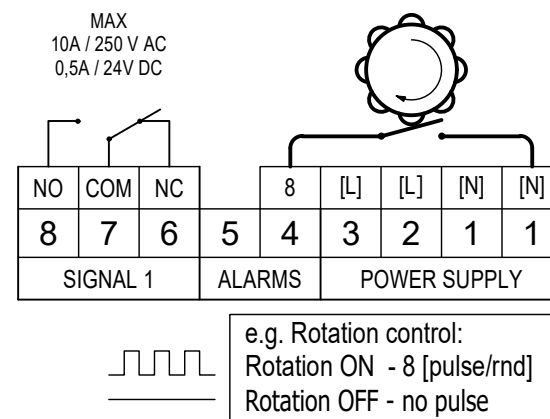 MAX
10A / 250 V AC
0,5A / 24V DC
NO COM NC 8 [L] [L] [N] [N]
8 7 6 5 4 3 2 1 1
SIGNAL 1 ALARMS POWER SUPPLY
e.g. Rotation control:
Rotation ON - 8 [pulse/rnd]
Rotation OFF - no pulse